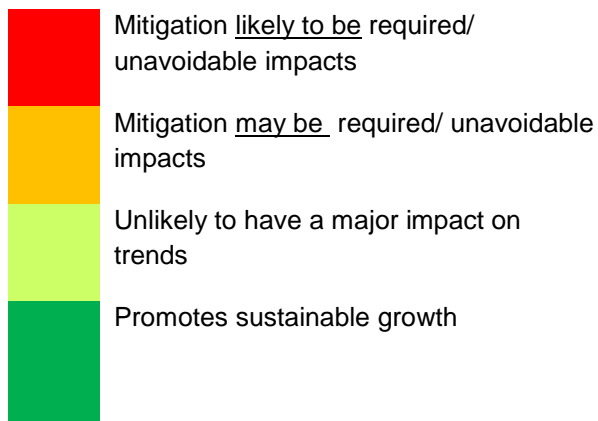 Mitigation likely to be required/
unavoidable impacts
Mitigation may be required/ unavoidable
impacts
Unlikely to have a major impact on
trends
Promotes sustainable growth